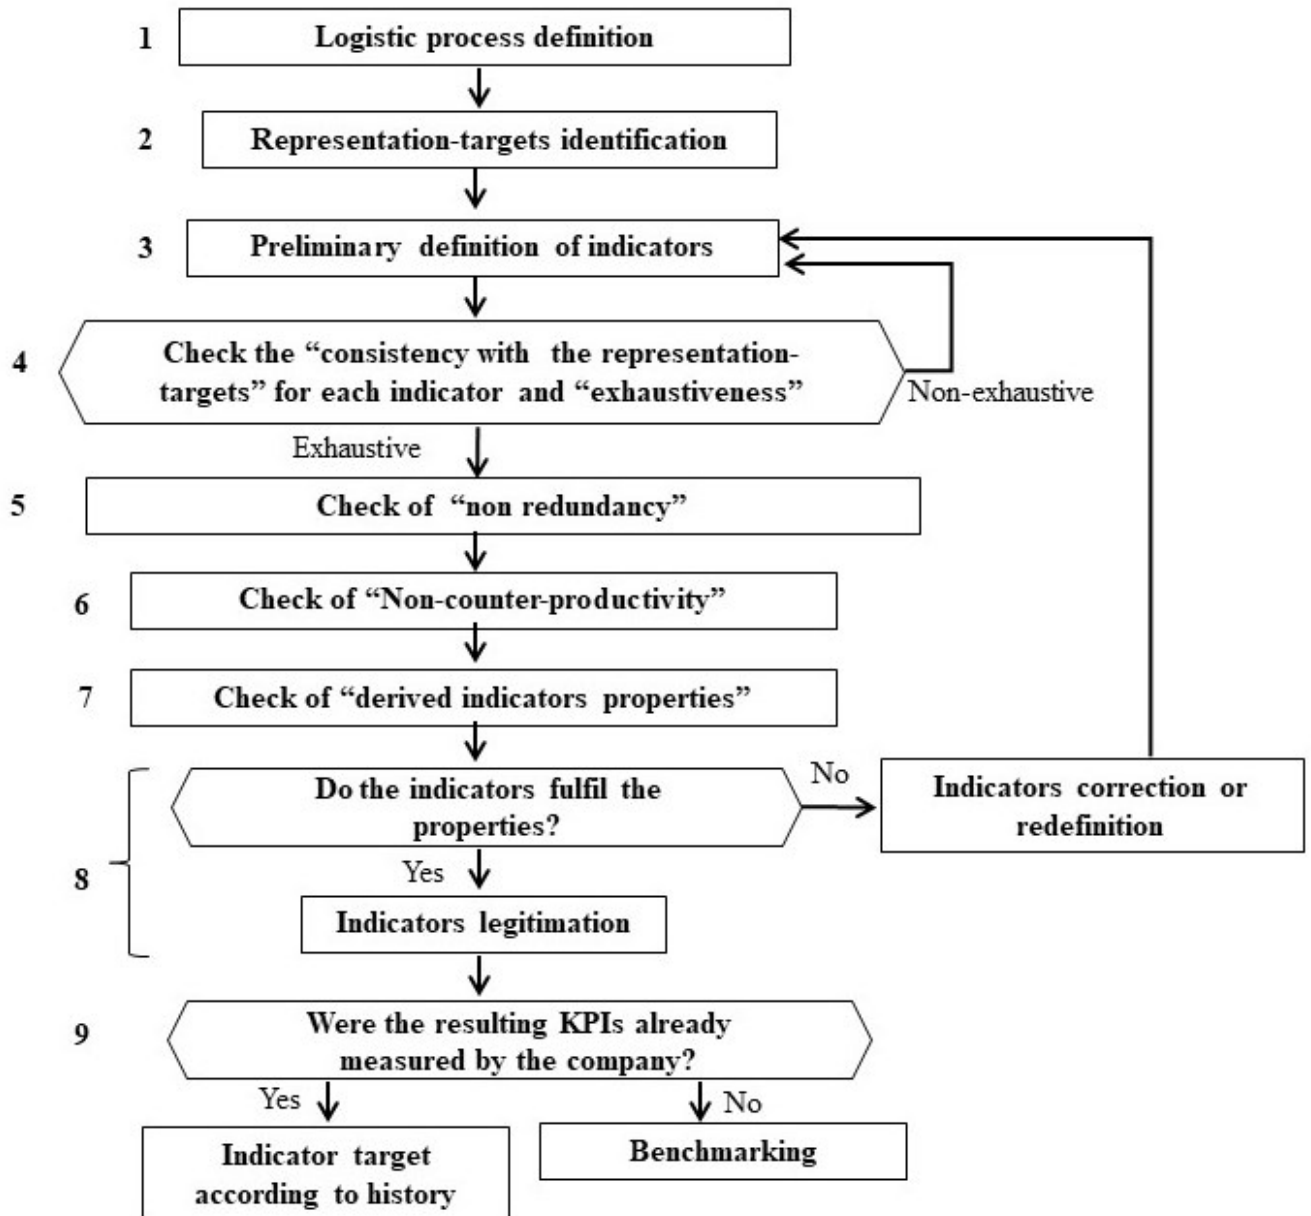 1
Logistic process definition
2
Representation-targets identification
3
Preliminary definition of indicators
4
Check the “consistency with the representation-
targets” for each indicator and “exhaustiveness”
Non-exhaustive
Exhaustive
5
Check of “non redundancy”
6
Check of “Non-counter-productivity”
7
Check of “derived indicators properties”
8
Do the indicators fulfil the
properties?
No
Indicators correction or
redefinition
Yes
Indicators legitimation
9
Were the resulting KPIs already
measured by the company?
Yes
No
Indicator target
according to history
Benchmarking